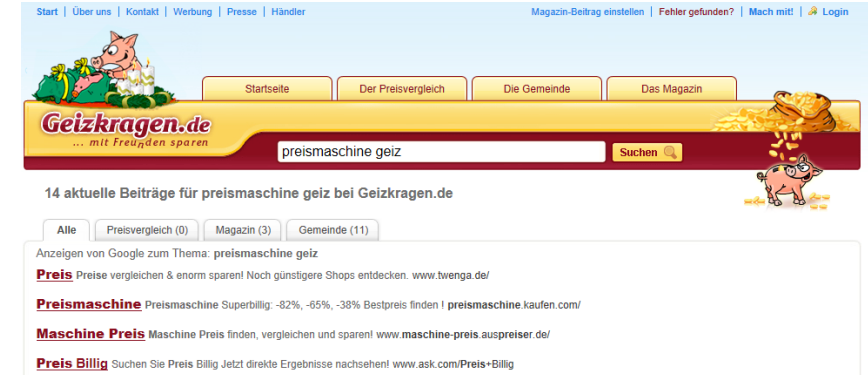 Start | Über uns | Kontakt | Werbung | Presse | Händler
Magazin-Beitrag einstellen | Fehler gefunden? | Mach mit! | Login
Startseite
Der Preisvergleich
Die Gemeinde
Das Magazin
Geizkragen.de
... mit Freunden sparen
preismaschine geiz
Suchen
14 aktuelle Beiträge für preismaschine geiz bei Geizkragen.de
Alle
Preisvergleich (0)
Magazin (3)
Gemeinde (11)
Anzeigen von Google zum Thema: preismaschine geiz
Preis Preise vergleichen & enorm sparen! Noch günstigere Shops entdecken. www.twenga.de/
Preismaschine Preismaschine Superbillig: -82%, -65%, -38% Bestpreis finden ! preismaschine.kaufen.com/
Maschine Preis Maschine Preis finden, vergleichen und sparen! www.maschine-preis.auspreiser.de/
Preis Billig Suchen Sie Preis Billig Jetzt direkte Ergebnisse nachsehen! www.ask.com/Preis+Billig